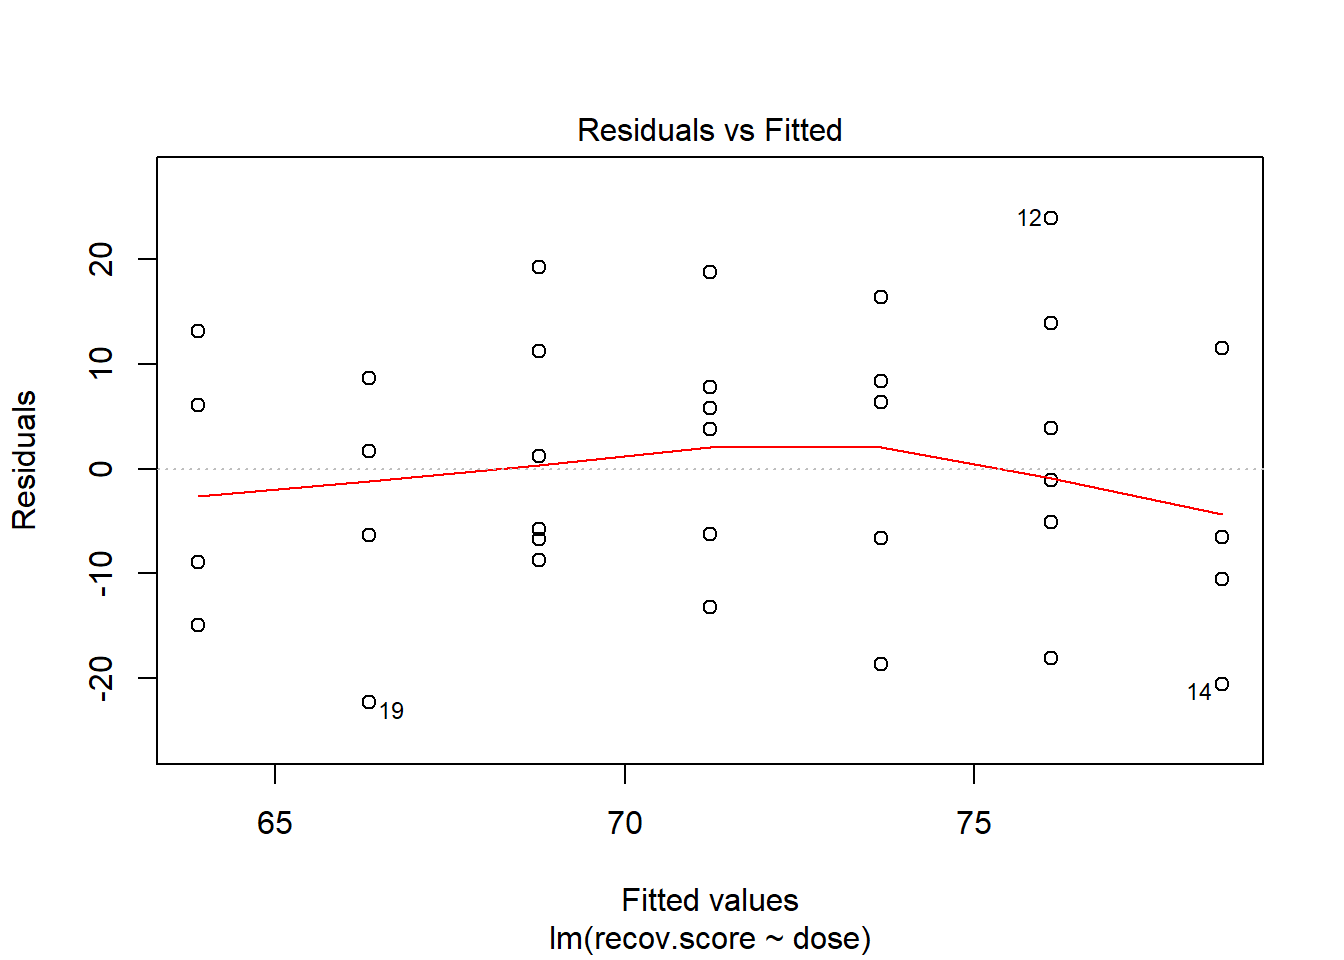 Residuals vs Fitted
Residuals
20
10
0
-10
-20
12
19
14
65 70 75
Fitted values
lm(recov.score ~ dose)